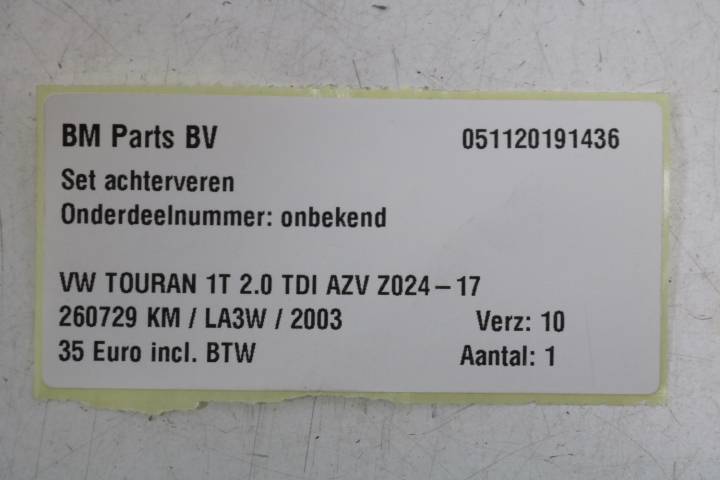 BM Parts BV 051120191436
Set achterveren
Onderdeelnummer: onbekend
VW TOURAN 1T 2.0 TDI AZV Z024-17
260729 KM / LA3W / 2003 Verz: 10
35 Euro incl. BTW Aantal: 1